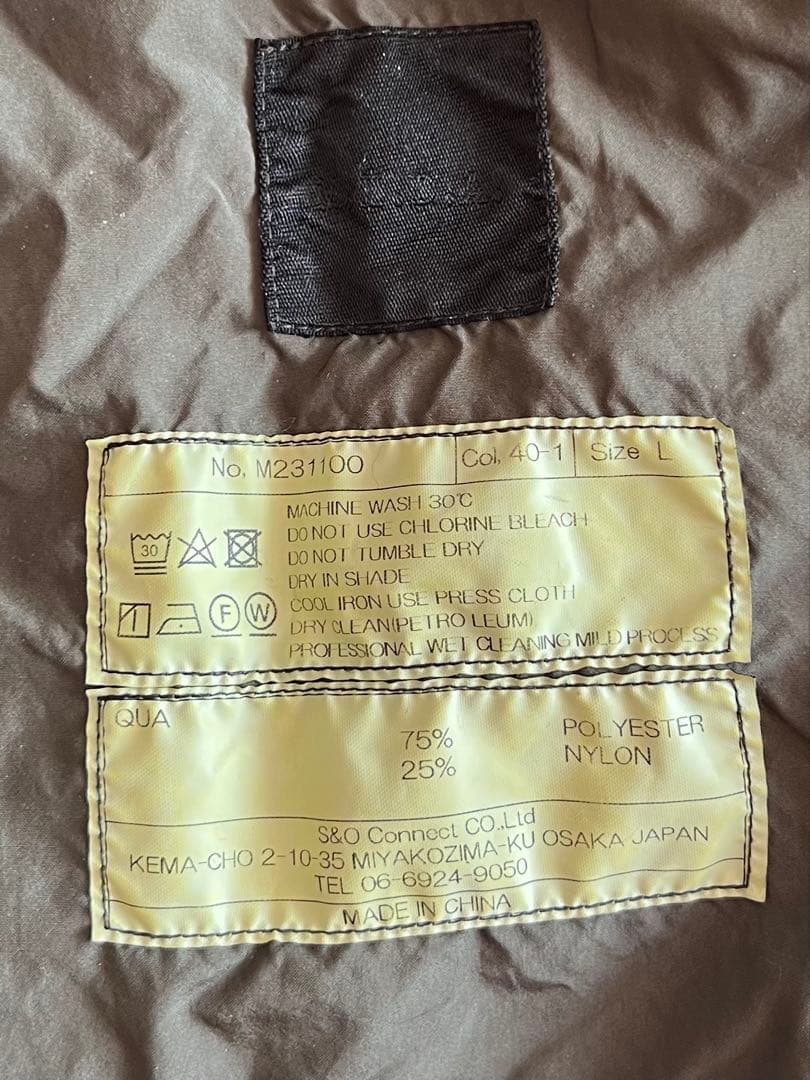 No. M231100 Col. 40-1 Size L
MACHINE WASH 30℃
DO NOT USE CHLORINE BLEACH
DO NOT TUMBLE DRY
DRY IN SHADE
COOL IRON USE PRESS CLOTH
DRY CLEAN(PETRO LEUM)
PROFESSIONAL WET CLEANING MILD PROCESS
30
F W
QUA
75% POLYESTER
25% NYLON
S&O Connect CO.,Ltd
KEMA-CHO 2-10-35 MIYAKOZIMA-KU OSAKA JAPAN
TEL 06-6924-9050
MADE IN CHINA